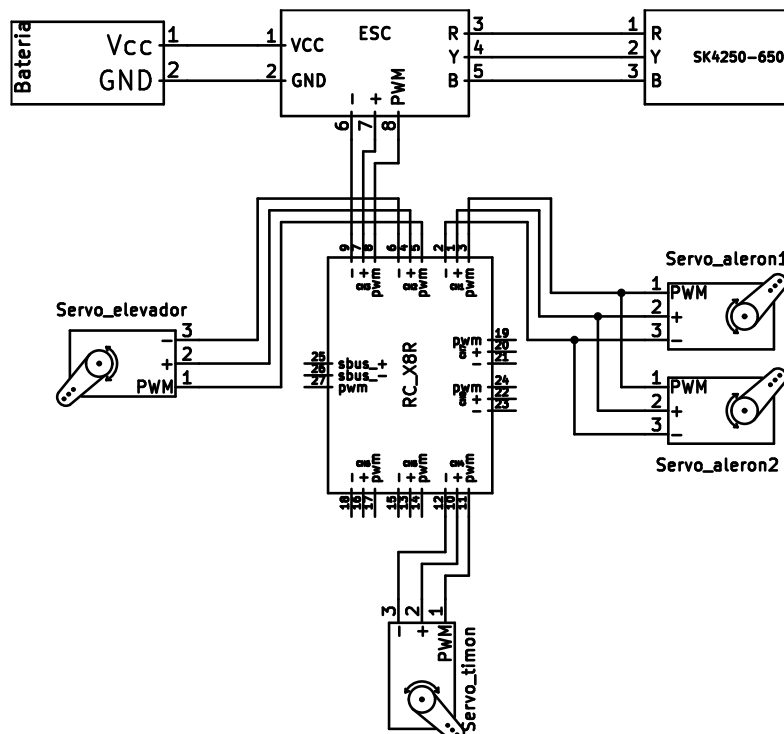 Bateria
Vcc 1
GND 2
1 VCC
2 GND
ESC
R 3
Y 4
B 5
- + PWM
6 7 8
1 R
2 Y
3 B
SK4250-650
9 7 8 6 4 5 2 1 3
- + pwm - + pwm - + pwm
CH3 CH2 CH1
RC_X8R
25 sbus_+
26 sbus_-
27 pwm
pwm 19
+ 20
- 21
pwm 24
+ 22
- 23
- + pwm - + pwm - + pwm
18 16 17 15 13 14 12 10 11
Servo_elevador
- 3
+ 2
PWM 1
Servo_aleron1
1 PWM
2 +
3 -
1 PWM
2 +
3 -
Servo_aleron2
3 2 1
- + PWM
Servo_timon